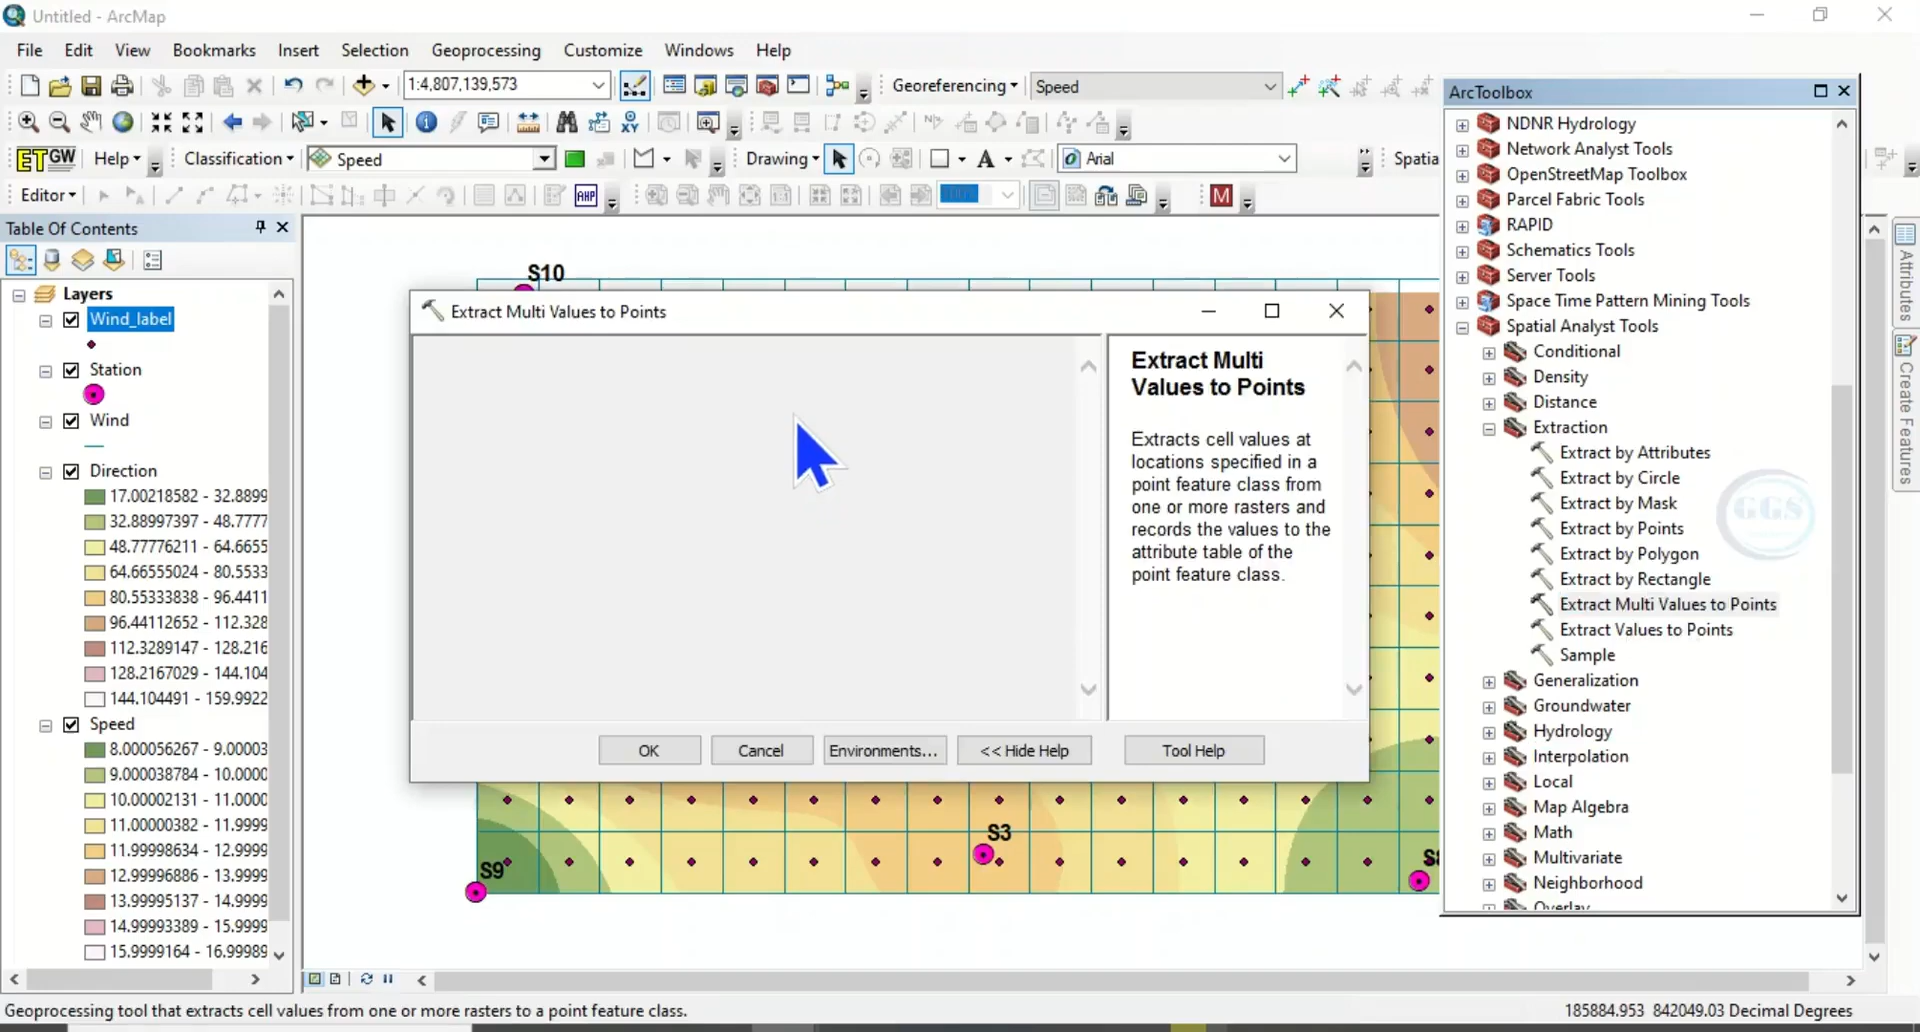 Untitled - ArcMap
File Edit View Bookmarks Insert Selection Geoprocessing Customize Windows Help
1:4,807,139,573 Georeferencing Speed
ET GW Help Classification Speed Drawing A Arial Spatia
Editor AHP 100% M
Table Of Contents
Layers
Wind_label
Station
Wind
Direction
17.00218582 - 32.8899
32.88997397 - 48.7777
48.77776211 - 64.6655
64.66555024 - 80.5533
80.55333838 - 96.4411
96.44112652 - 112.328
112.3289147 - 128.216
128.2167029 - 144.104
144.104491 - 159.9922
Speed
8.000056267 - 9.00003
9.000038784 - 10.0000
10.00002131 - 11.0000
11.00000382 - 11.9999
11.99998634 - 12.9999
12.99996886 - 13.9999
13.99995137 - 14.9999
14.99993389 - 15.9999
15.9999164 - 16.99989
S10
Extract Multi Values to Points
Extract Multi
Values to Points
Extracts cell values at
locations specified in a
point feature class from
one or more rasters and
records the values to the
attribute table of the
point feature class.
OK Cancel Environments... << Hide Help Tool Help
S3
S9
S8
ArcToolbox
NDNR Hydrology
Network Analyst Tools
OpenStreetMap Toolbox
Parcel Fabric Tools
RAPID
Schematics Tools
Server Tools
Space Time Pattern Mining Tools
Spatial Analyst Tools
Conditional
Density
Distance
Extraction
Extract by Attributes
Extract by Circle
Extract by Mask
Extract by Points
Extract by Polygon
Extract by Rectangle
Extract Multi Values to Points
Extract Values to Points
Sample
Generalization
Groundwater
Hydrology
Interpolation
Local
Map Algebra
Math
Multivariate
Neighborhood
Overlay
GGS
Attributes
Create Features
Geoprocessing tool that extracts cell values from one or more rasters to a point feature class.
185884.953 842049.03 Decimal Degrees